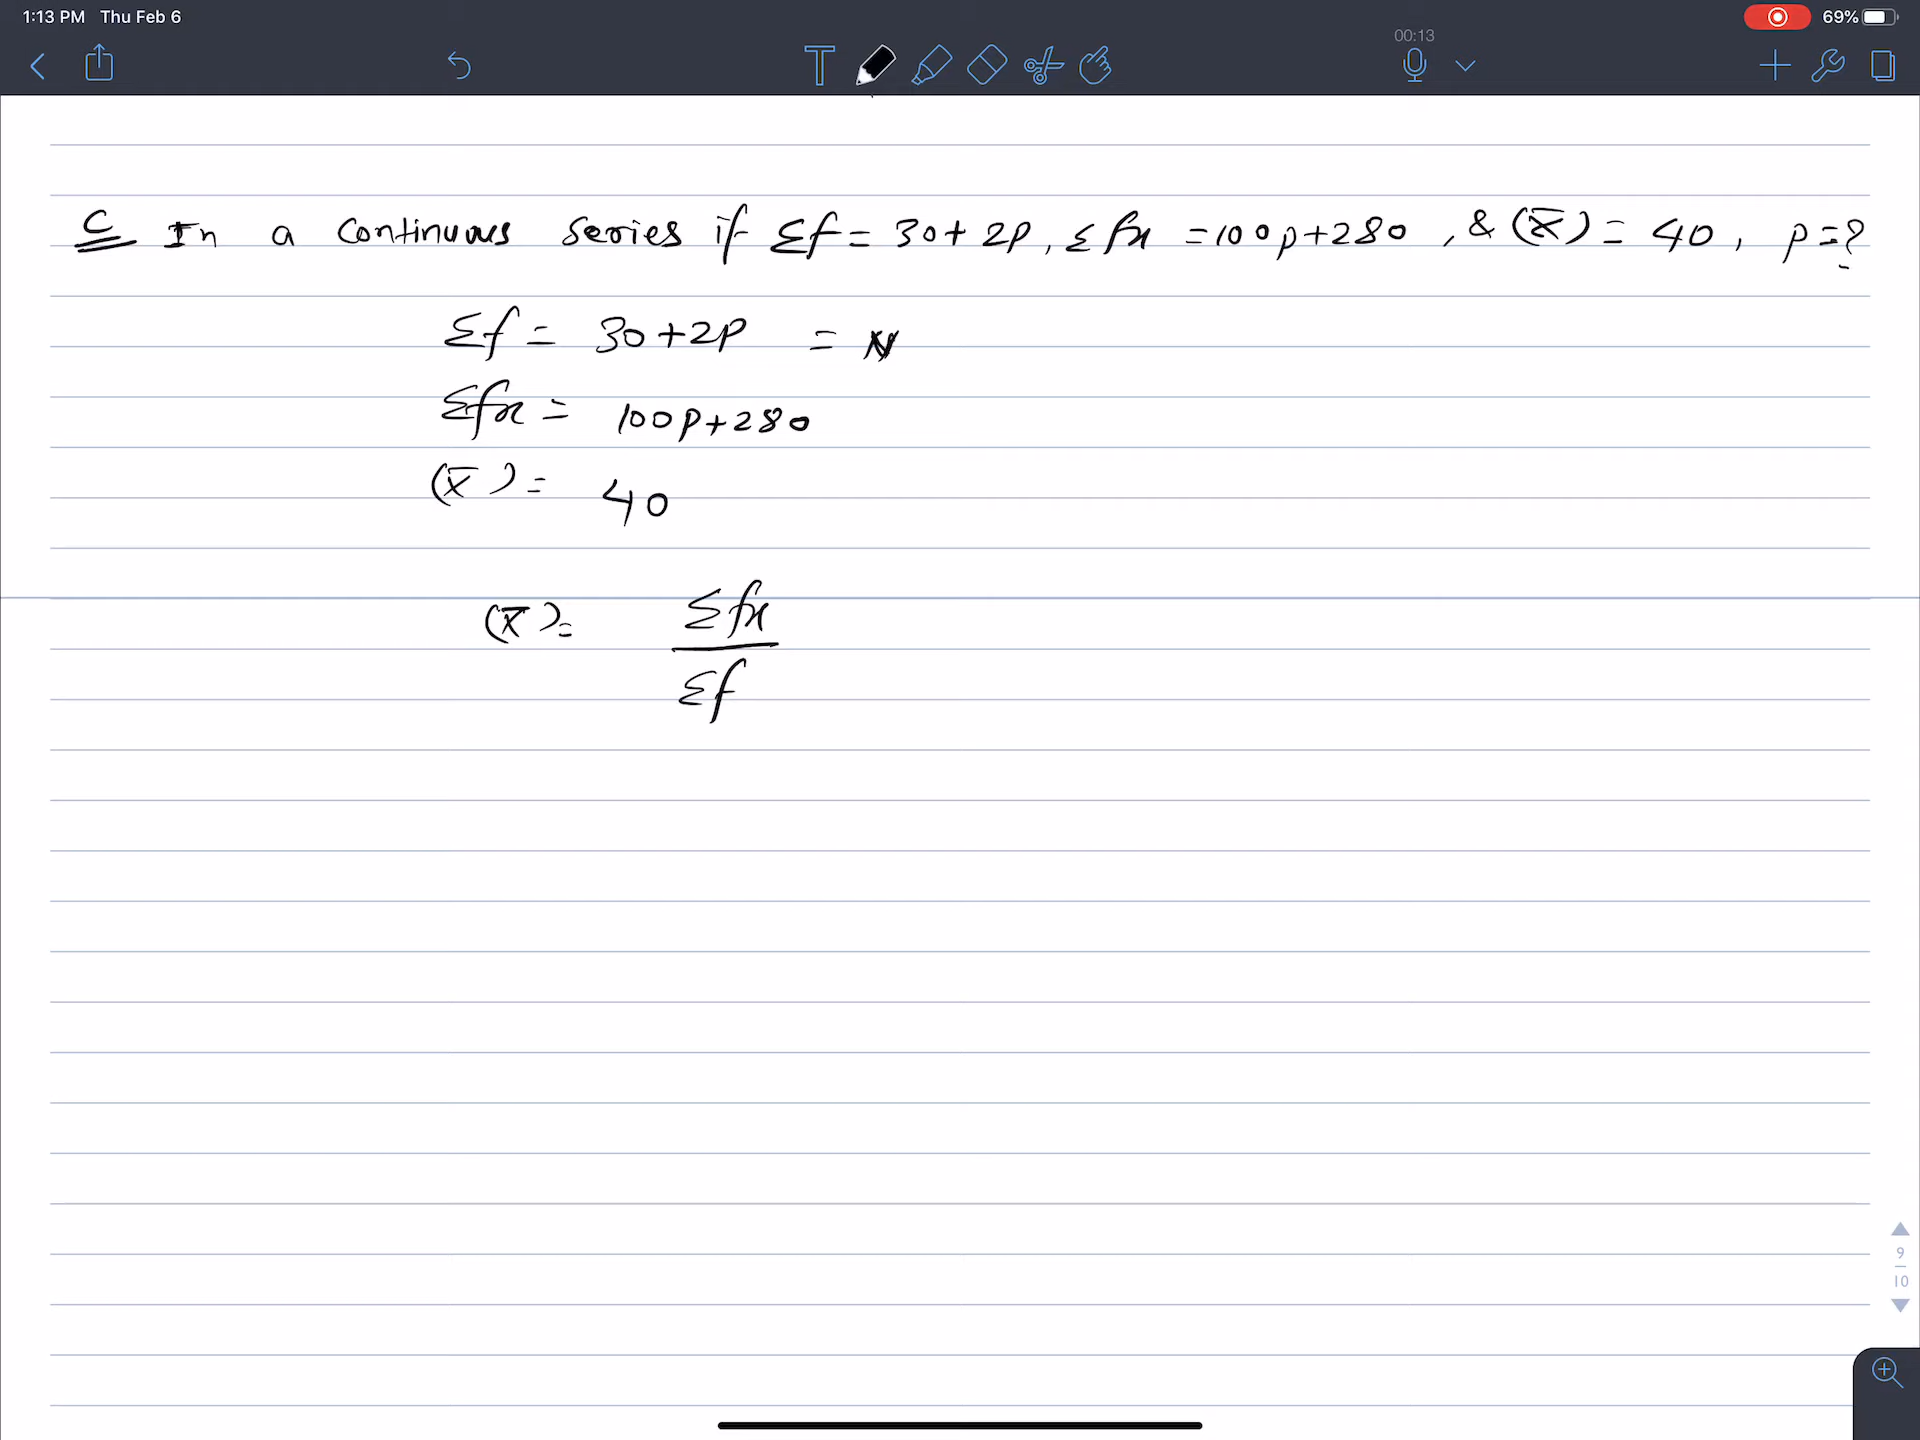 1:13 PM Thu Feb 6
69%
00:13
C In a continuous series if Σf = 30 + 2p, Σfx = 100p+280, & (x̄) = 40, p=?
Σf = 30+2P = N
Σfx = 100P+280
(x̄) = 40
(x̄) = Σfx
Σf
9
10